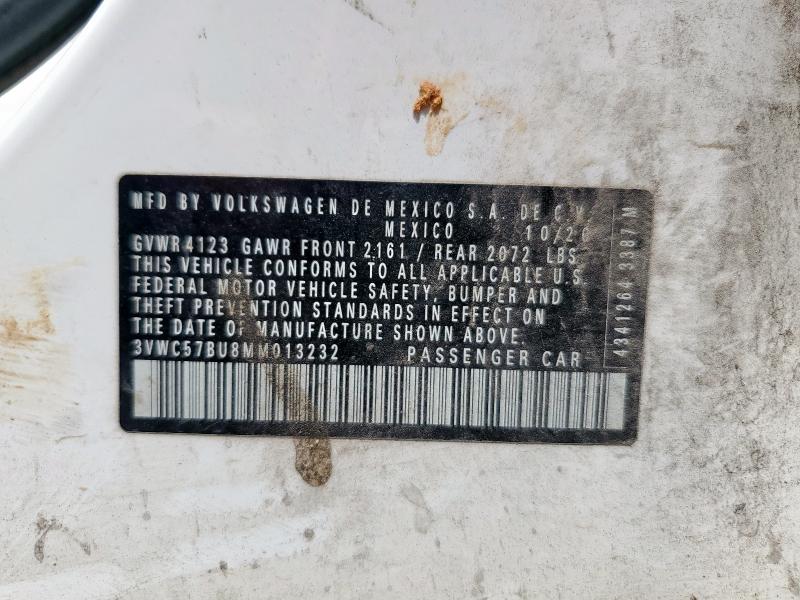 MFD BY VOLKSWAGEN DE MEXICO S.A. DE C.V.
MEXICO 10/20
GVWR 4123 GAWR FRONT 2161 / REAR 2072 LBS
THIS VEHICLE CONFORMS TO ALL APPLICABLE U.S.
FEDERAL MOTOR VEHICLE SAFETY, BUMPER AND
THEFT PREVENTION STANDARDS IN EFFECT ON
THE DATE OF MANUFACTURE SHOWN ABOVE.
3VWC57BU8MM013232 PASSENGER CAR
4341264 3387 M